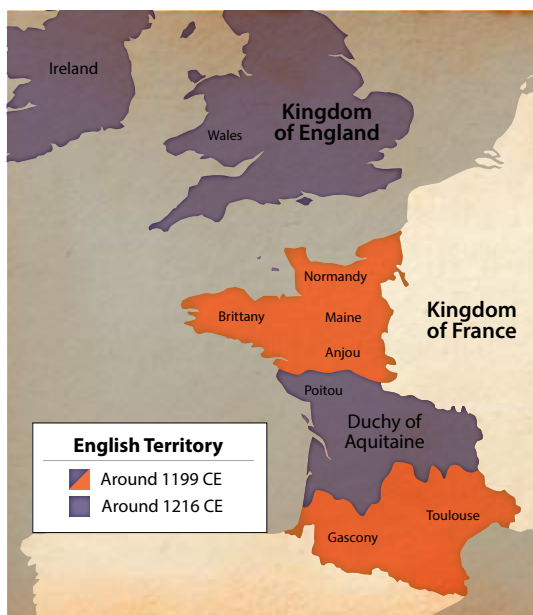 Ireland
Kingdom
of England
Wales
Normandy
Brittany
Maine
Kingdom
of France
Anjou
Poitou
Duchy of
Aquitaine
English Territory
Around 1199 CE
Around 1216 CE
Toulouse
Gascony